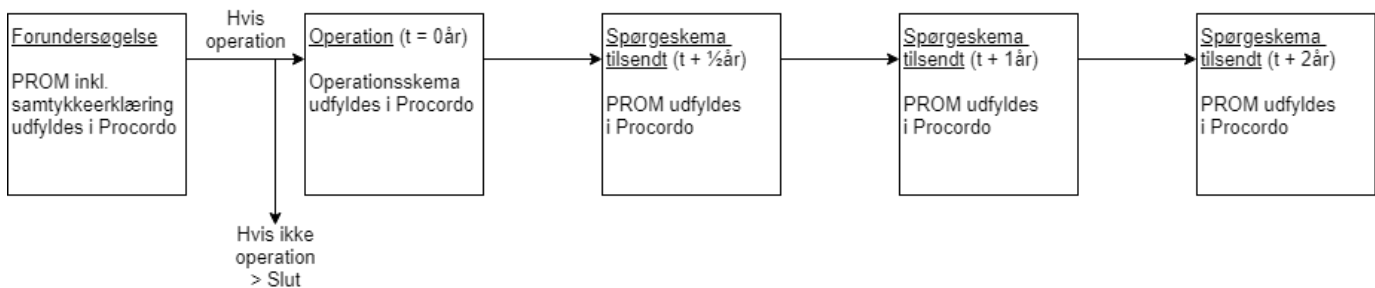 Forundersøgelse
PROM inkl.
samtykkeerklæring
udfyldes i Procordo
Hvis
operation
Hvis ikke
operation
> Slut
Operation (t = 0år)
Operationsskema
udfyldes i Procordo
Spørgeskema
tilsendt (t + ½år)
PROM udfyldes
i Procordo
Spørgeskema
tilsendt (t + 1år)
PROM udfyldes
i Procordo
Spørgeskema
tilsendt (t + 2år)
PROM udfyldes
i Procordo